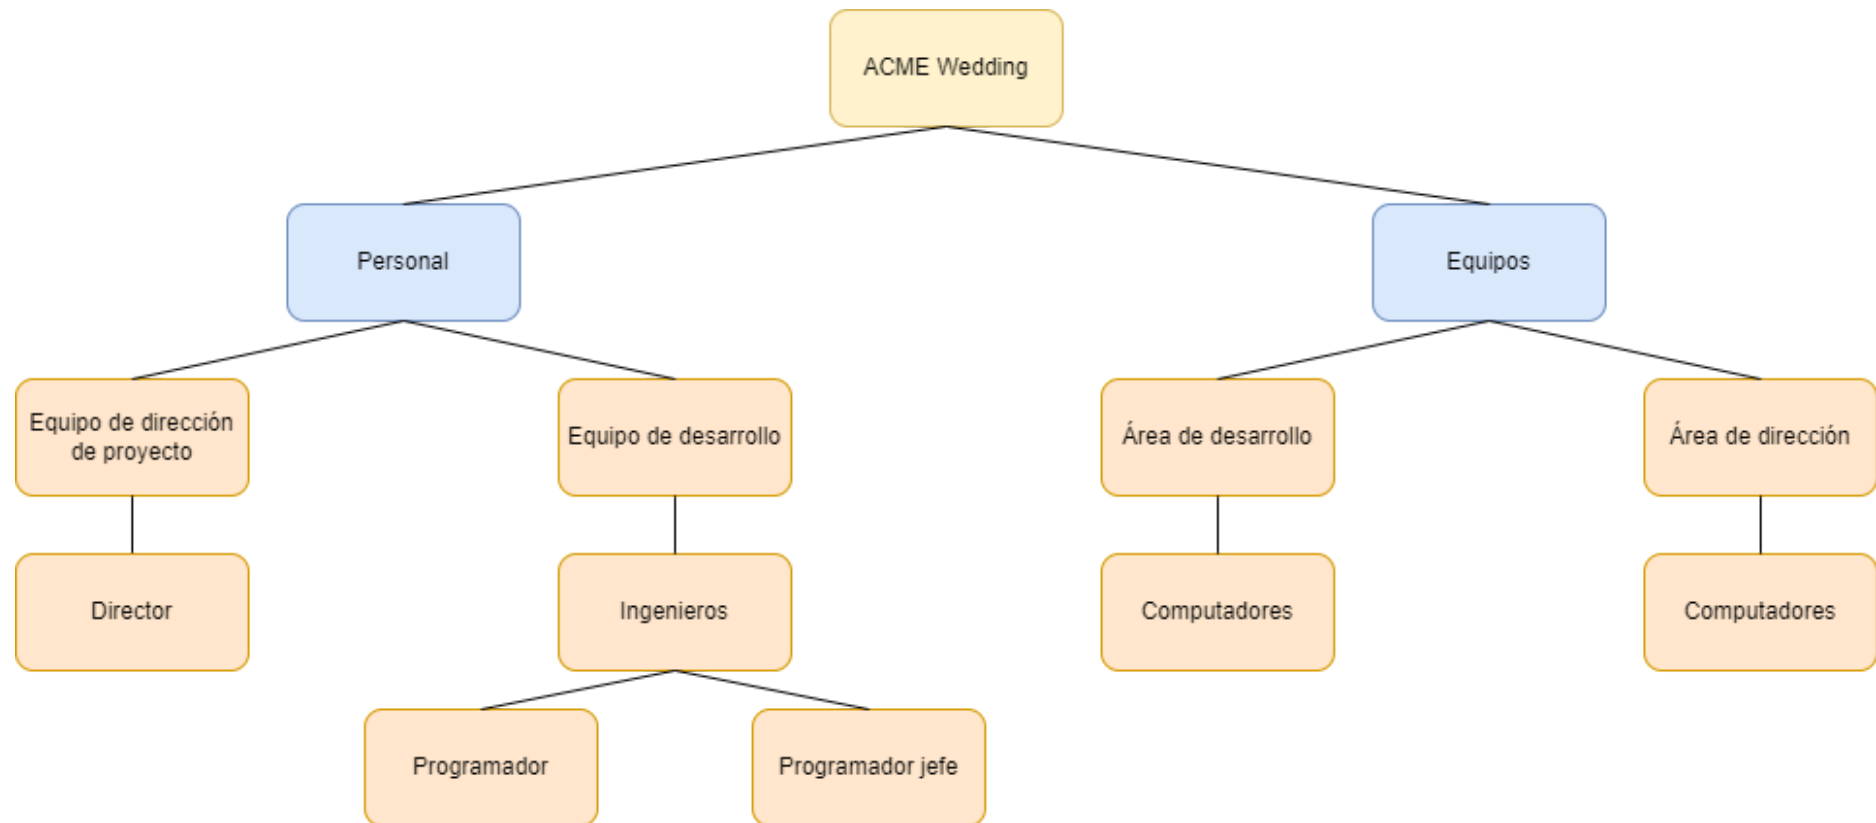 ACME Wedding
Personal
Equipos
Equipo de dirección
de proyecto
Equipo de desarrollo
Área de desarrollo
Área de dirección
Director
Ingenieros
Computadores
Computadores
Programador
Programador jefe